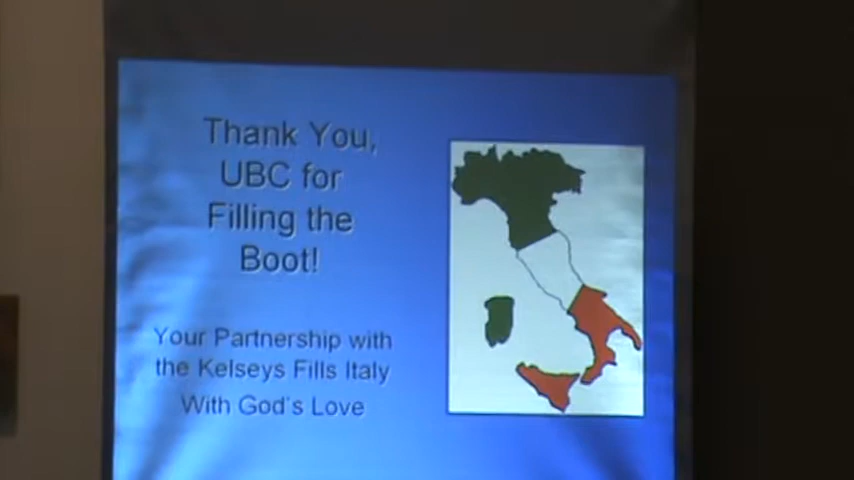 Thank You,
UBC for
Filling the
Boot!
Your Partnership with
the Kelseys Fills Italy
With God's Love